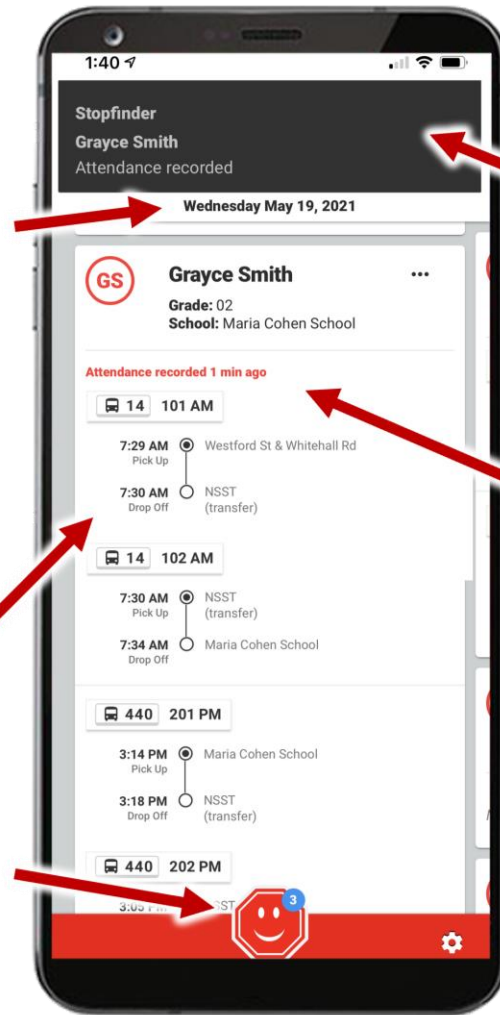 1:40
Stopfinder
Grayce Smith
Attendance recorded
Wednesday May 19, 2021
GS Grayce Smith ...
Grade: 02
School: Maria Cohen School
Attendance recorded 1 min ago
14 101 AM
7:29 AM Westford St & Whitehall Rd
Pick Up
7:30 AM NSST
Drop Off (transfer)
14 102 AM
7:30 AM NSST
Pick Up (transfer)
7:34 AM Maria Cohen School
Drop Off
440 201 PM
3:14 PM Maria Cohen School
Pick Up
3:18 PM NSST
Drop Off (transfer)
440 202 PM
3